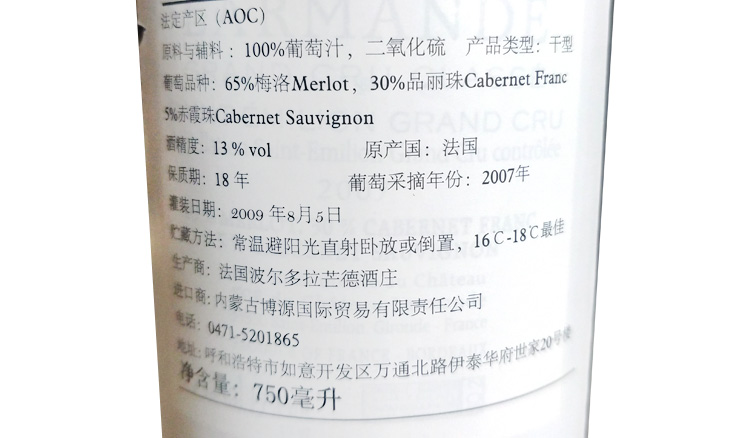 法定产区（AOC）
原料与辅料：100%葡萄汁，二氧化硫 产品类型：干型
葡萄品种：65%梅洛Merlot，30%品丽珠Cabernet Franc
5%赤霞珠Cabernet Sauvignon
酒精度：13 % vol 原产国：法国
保质期：18 年 葡萄采摘年份：2007年
灌装日期：2009 年8月5日
贮藏方法：常温避阳光直射卧放或倒置，16℃-18℃最佳
生产商：法国波尔多拉芒德酒庄
进口商：内蒙古博源国际贸易有限责任公司
电话：0471-5201865
地址：呼和浩特市如意开发区万通北路伊泰华府世家20号楼
净含量：750毫升